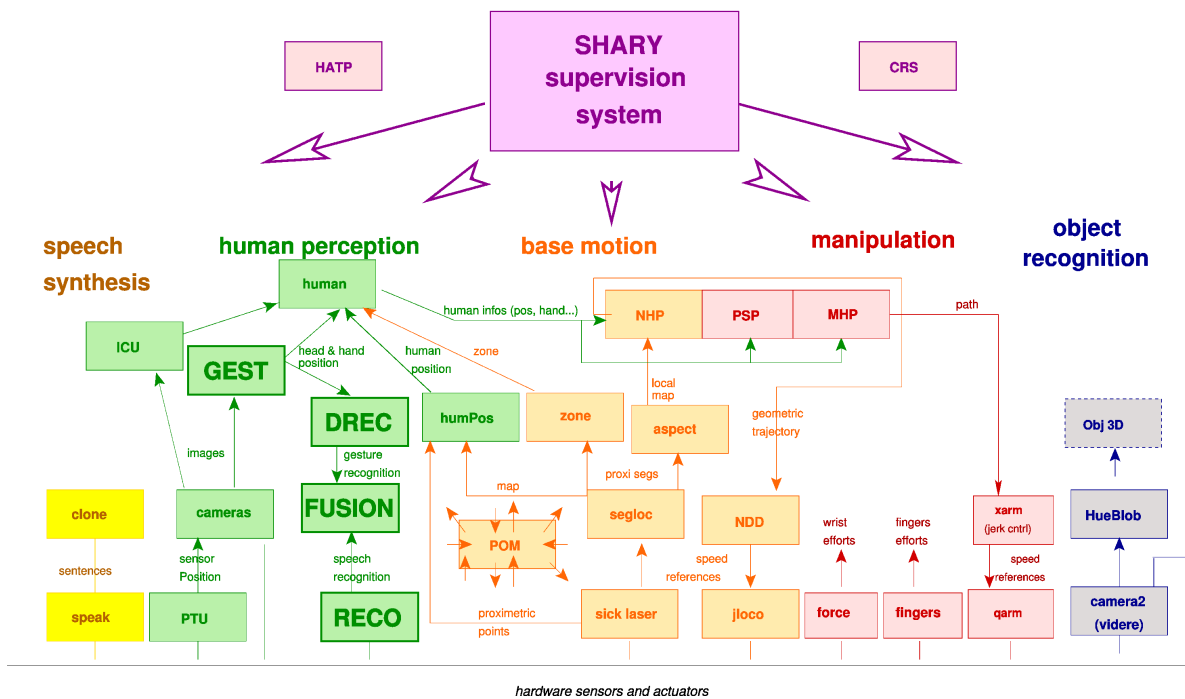 SHARY
supervision
system
HATP
CRS
speech
synthesis
human perception
base motion
manipulation
object
recognition
human
human infos (pos, hand...)
NHP
PSP
MHP
path
ICU
GEST
head & hand
position
human
position
zone
local
map
geometric
trajectory
DREC
humPos
zone
aspect
Obj 3D
images
gesture
recognition
proxi segs
map
clone
cameras
FUSION
POM
segloc
NDD
wrist
efforts
fingers
efforts
xarm
(jerk cntrl)
HueBlob
sentences
sensor
Position
speech
recognition
speed
references
speed
references
speak
PTU
RECO
proximetric
points
sick laser
jloco
force
fingers
qarm
camera2
(videre)
hardware sensors and actuators